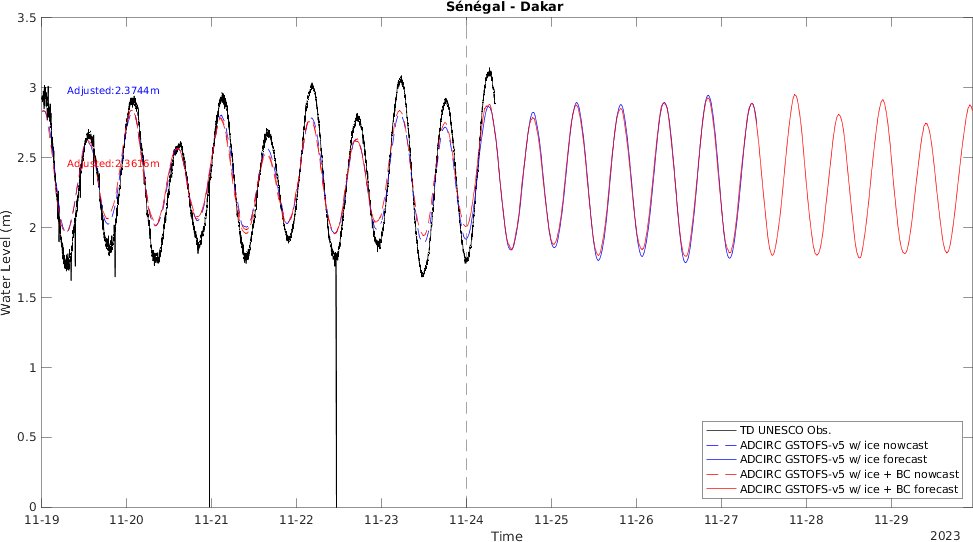 Sénégal - Dakar
3.5
3
2.5
2
1.5
1
0.5
0
Water Level (m)
Adjusted:2.3744m
Adjusted:2.3616m
TD UNESCO Obs.
ADCIRC GSTOFS-v5 w/ ice nowcast
ADCIRC GSTOFS-v5 w/ ice forecast
ADCIRC GSTOFS-v5 w/ ice + BC nowcast
ADCIRC GSTOFS-v5 w/ ice + BC forecast
11-19 11-20 11-21 11-22 11-23 11-24 11-25 11-26 11-27 11-28 11-29
Time
2023